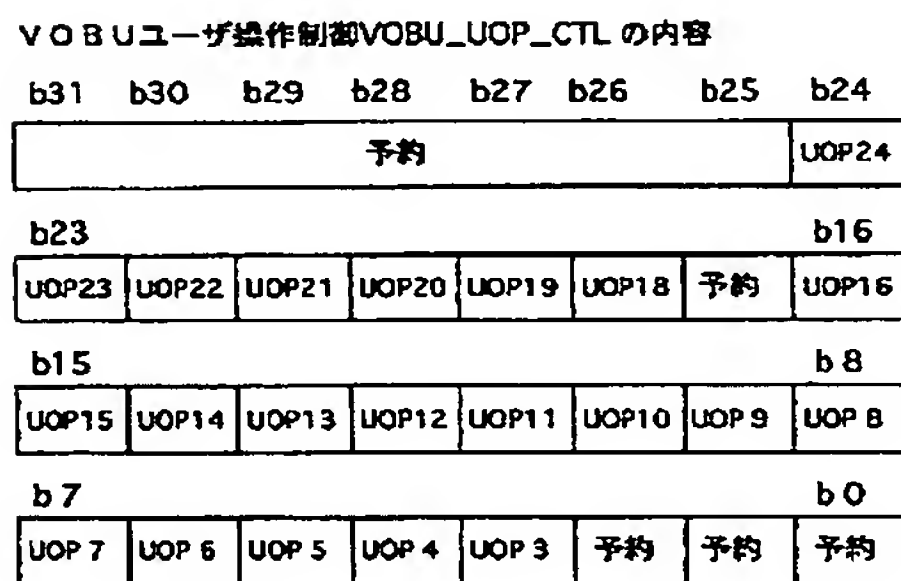 VOBUユーザ操作制御VOBU_UOP_CTLの内容
b31 b30 b29 b28 b27 b26 b25 b24
予約 UOP24
b23 b16
UOP23 UOP22 UOP21 UOP20 UOP19 UOP18 予約 UOP16
b15 b8
UOP15 UOP14 UOP13 UOP12 UOP11 UOP10 UOP9 UOP8
b7 b0
UOP7 UOP6 UOP5 UOP4 UOP3 予約 予約 予約